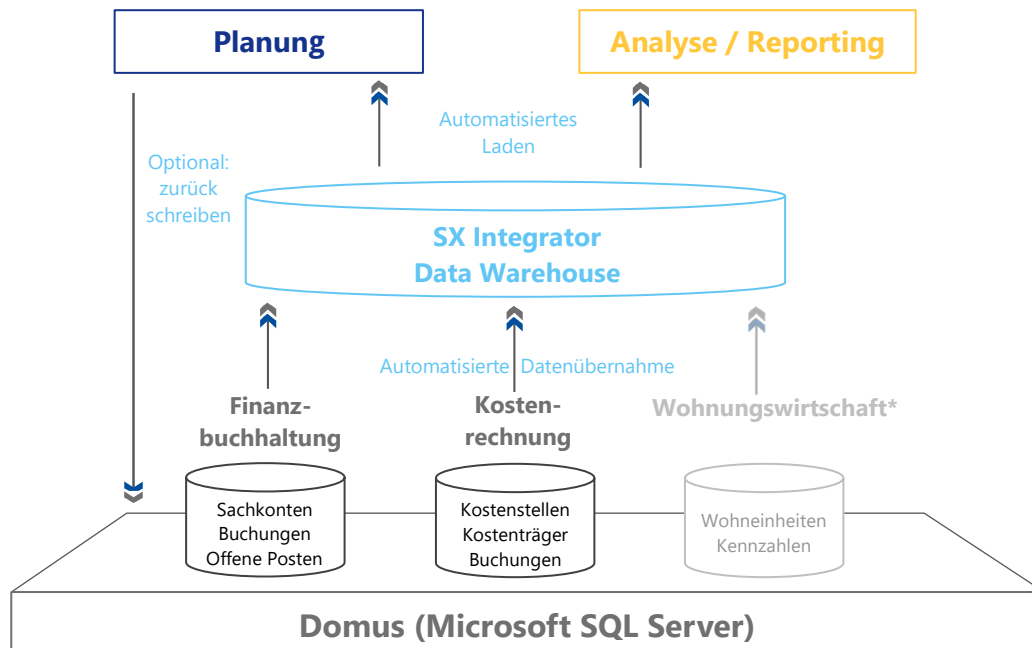 Planung
Analyse / Reporting
Automatisiertes
Laden
Optional:
zurück
schreiben
SX Integrator
Data Warehouse
Automatisierte Datenübernahme
Finanz-
buchhaltung
Kosten-
rechnung
Wohnungswirtschaft*
Sachkonten
Buchungen
Offene Posten
Kostenstellen
Kostenträger
Buchungen
Wohneinheiten
Kennzahlen
Domus (Microsoft SQL Server)